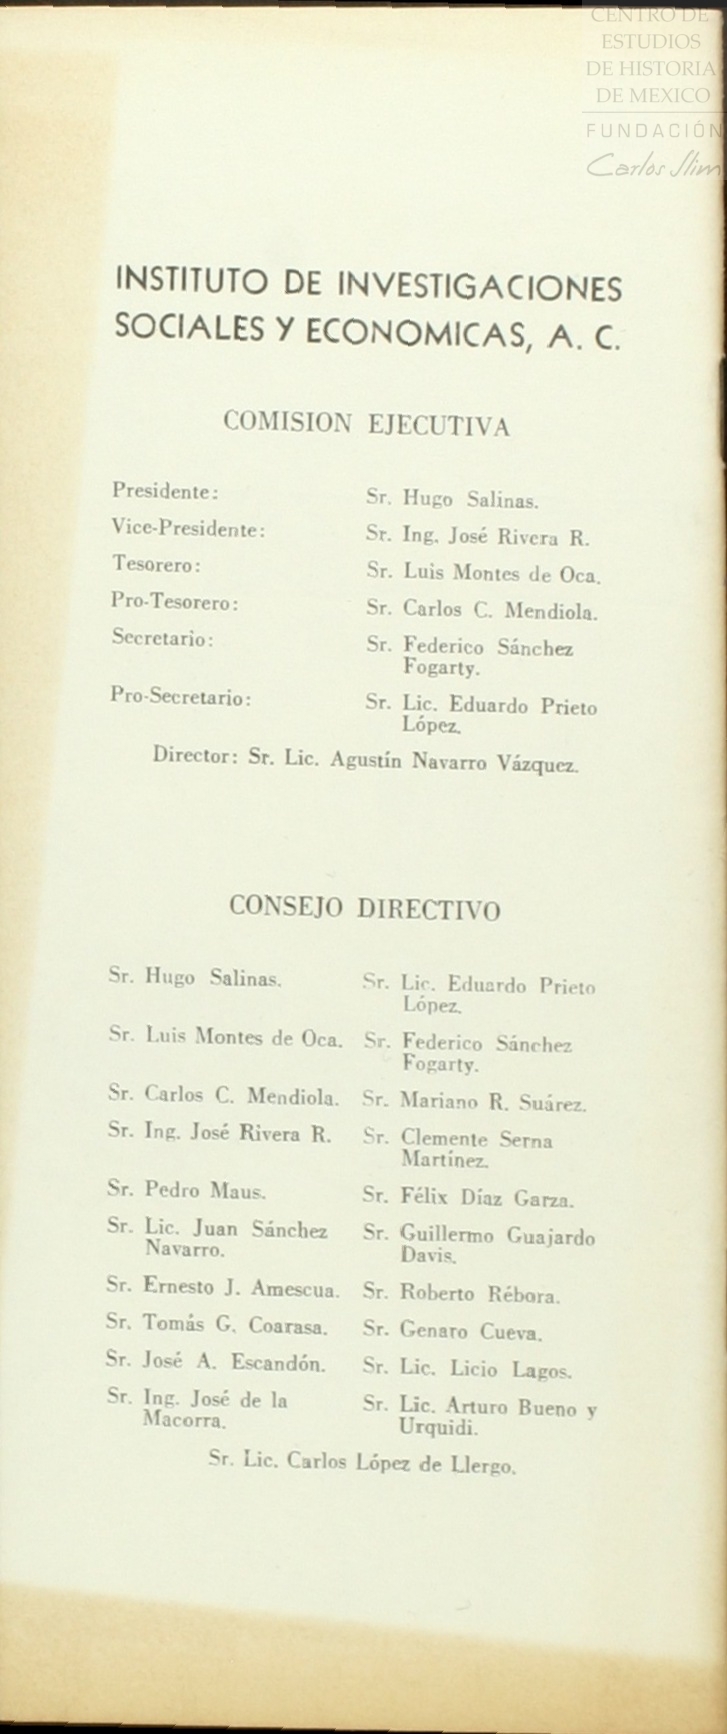 CENTRO DE
ESTUDIOS
DE HISTORIA
DE MEXICO
FUNDACIÓN
Carlos Slim
INSTITUTO DE INVESTIGACIONES
SOCIALES Y ECONOMICAS, A. C.
COMISION EJECUTIVA
Presidente: Sr. Hugo Salinas.
Vice-Presidente: Sr. Ing. José Rivera R.
Tesorero: Sr. Luis Montes de Oca.
Pro-Tesorero: Sr. Carlos C. Mendiola.
Secretario: Sr. Federico Sánchez
Fogarty.
Pro-Secretario: Sr. Lic. Eduardo Prieto
López.
Director: Sr. Lic. Agustín Navarro Vázquez.
CONSEJO DIRECTIVO
Sr. Hugo Salinas. Sr. Lic. Eduardo Prieto
López.
Sr. Luis Montes de Oca. Sr. Federico Sánchez
Fogarty.
Sr. Carlos C. Mendiola. Sr. Mariano R. Suárez.
Sr. Ing. José Rivera R. Sr. Clemente Serna
Martínez.
Sr. Pedro Maus. Sr. Félix Díaz Garza.
Sr. Lic. Juan Sánchez Sr. Guillermo Guajardo
Navarro. Davis.
Sr. Ernesto J. Amescua. Sr. Roberto Rébora.
Sr. Tomás G. Coarasa. Sr. Genaro Cueva.
Sr. José A. Escandón. Sr. Lic. Licio Lagos.
Sr. Ing. José de la Sr. Lic. Arturo Bueno y
Macorra. Urquidi.
Sr. Lic. Carlos López de Llergo.